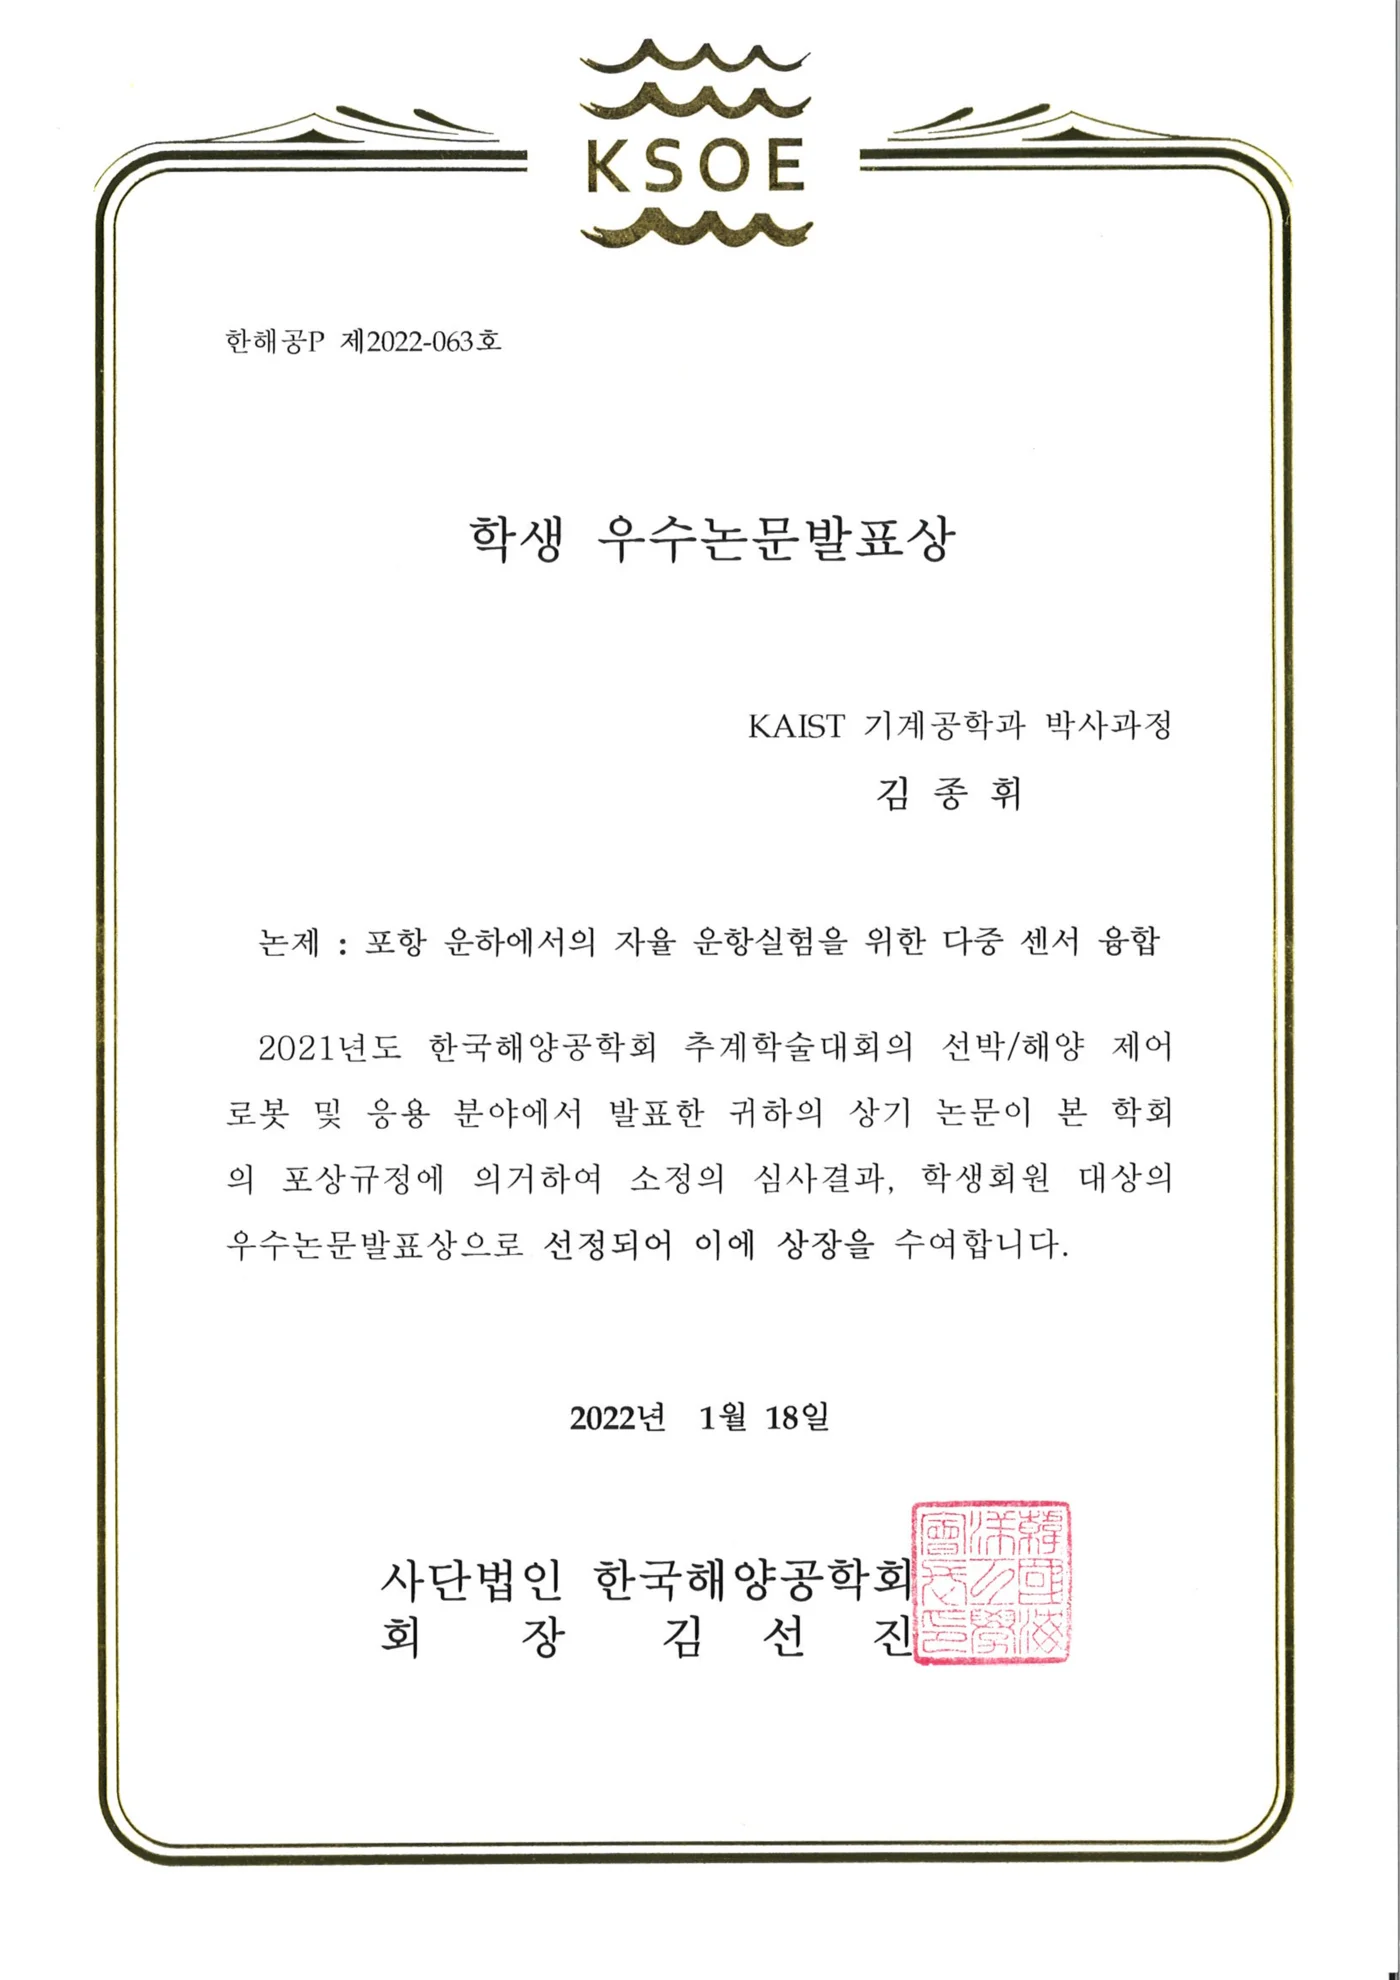 KSOE
한해공P 제2022-063호
학생 우수논문발표상
KAIST 기계공학과 박사과정
김 종 휘
논제 : 포항 운하에서의 자율 운항실험을 위한 다중 센서 융합
2021년도 한국해양공학회 추계학술대회의 선박/해양 제어
로봇 및 응용 분야에서 발표한 귀하의 상기 논문이 본 학회
의 포상규정에 의거하여 소정의 심사결과, 학생회원 대상의
우수논문발표상으로 선정되어 이에 상장을 수여합니다.
2022년 1월 18일
사단법인 한국해양공학회
회 장 김 선 진
韓國海洋工學會長印